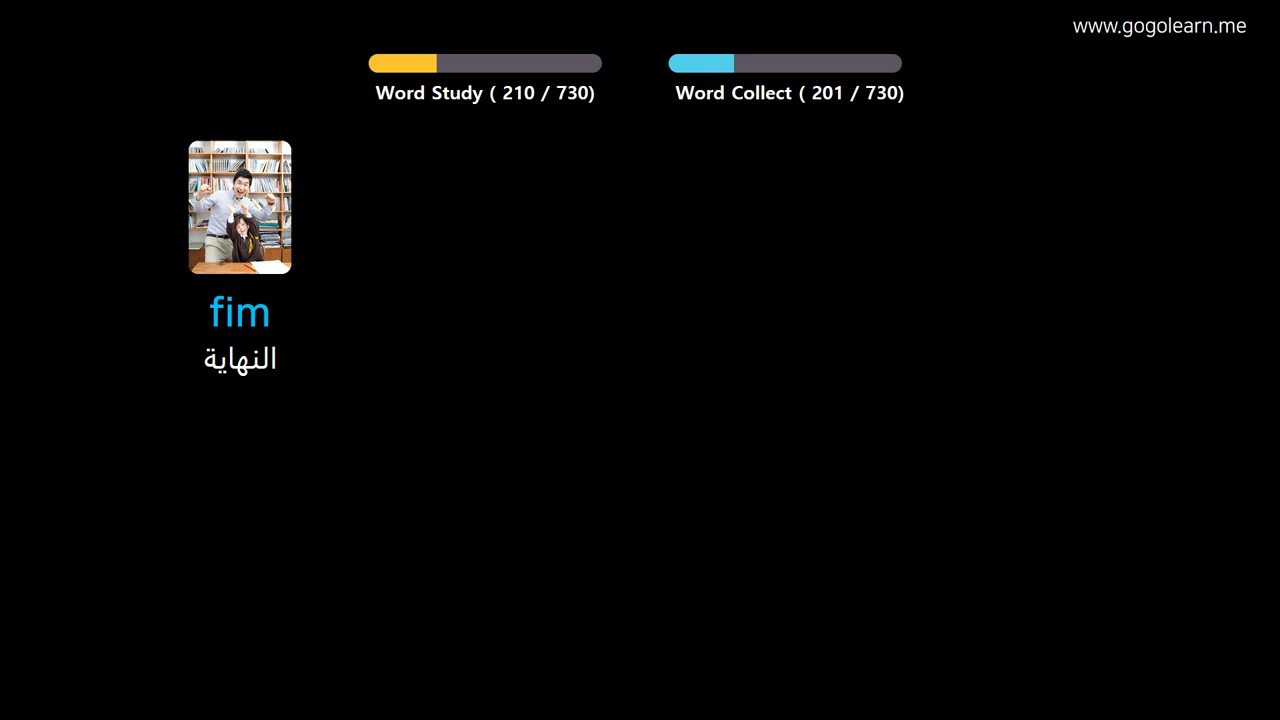 www.gogolearn.me
Word Study ( 210 / 730)
Word Collect ( 201 / 730)
fim
النهاية